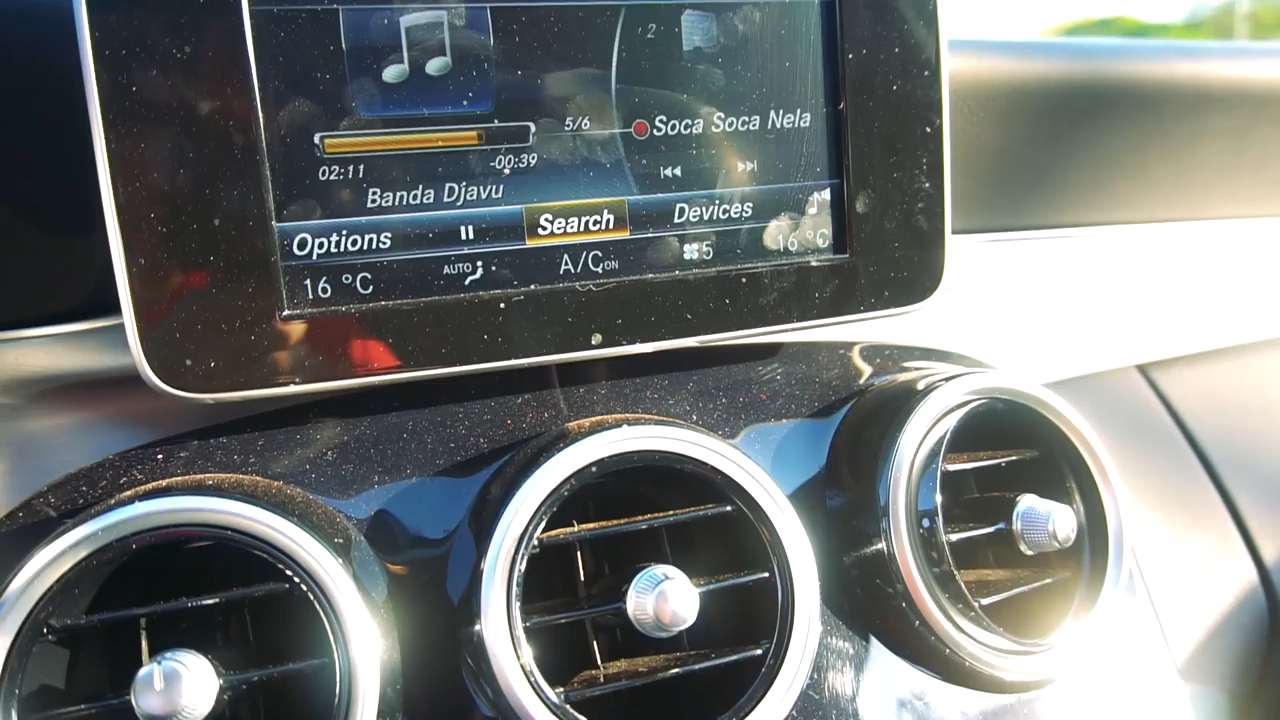 2
5/6
Soca Soca Nela
02:11
-00:39
Banda Djavu
Options
Search
Devices
16 °C
AUTO
A/C ON
5
16 °C